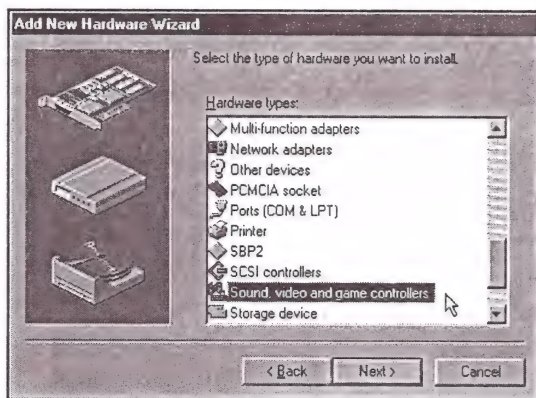 Add New Hardware Wizard
Select the type of hardware you want to install.
Hardware types:
Multi-function adapters
Network adapters
Other devices
PCMCIA socket
Ports (COM & LPT)
Printer
SBP2
SCSI controllers
Sound, video and game controllers
Storage device
< Back
Next >
Cancel